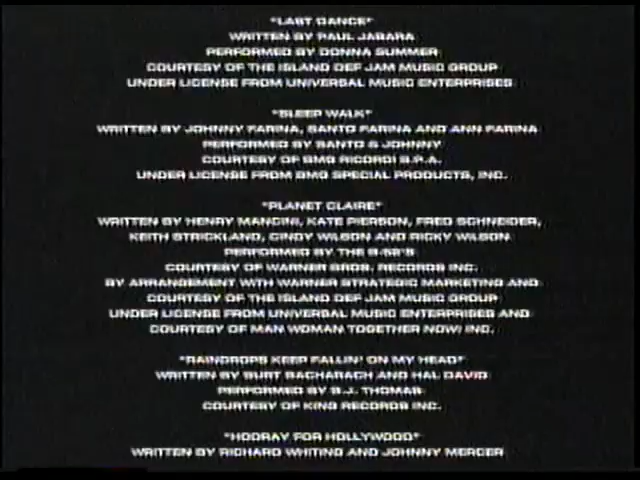 "LAST DANCE"
WRITTEN BY PAUL JABARA
PERFORMED BY DONNA SUMMER
COURTESY OF THE ISLAND DEF JAM MUSIC GROUP
UNDER LICENSE FROM UNIVERSAL MUSIC ENTERPRISES
"SLEEP WALK"
WRITTEN BY JOHNNY FARINA, SANTO FARINA AND ANN FARINA
PERFORMED BY SANTO & JOHNNY
COURTESY OF BMG RICORDI S.P.A.
UNDER LICENSE FROM BMG SPECIAL PRODUCTS, INC.
"PLANET CLAIRE"
WRITTEN BY HENRY MANCINI, KATE PIERSON, FRED SCHNEIDER,
KEITH STRICKLAND, CINDY WILSON AND RICKY WILSON
PERFORMED BY THE B-52'S
COURTESY OF WARNER BROS. RECORDS INC.
BY ARRANGEMENT WITH WARNER STRATEGIC MARKETING AND
COURTESY OF THE ISLAND DEF JAM MUSIC GROUP
UNDER LICENSE FROM UNIVERSAL MUSIC ENTERPRISES AND
COURTESY OF MAN WOMAN TOGETHER NOW! INC.
"RAINDROPS KEEP FALLIN' ON MY HEAD"
WRITTEN BY BURT BACHARACH AND HAL DAVID
PERFORMED BY B.J. THOMAS
COURTESY OF KING RECORDS INC.
"HOORAY FOR HOLLYWOOD"
WRITTEN BY RICHARD WHITING AND JOHNNY MERCER